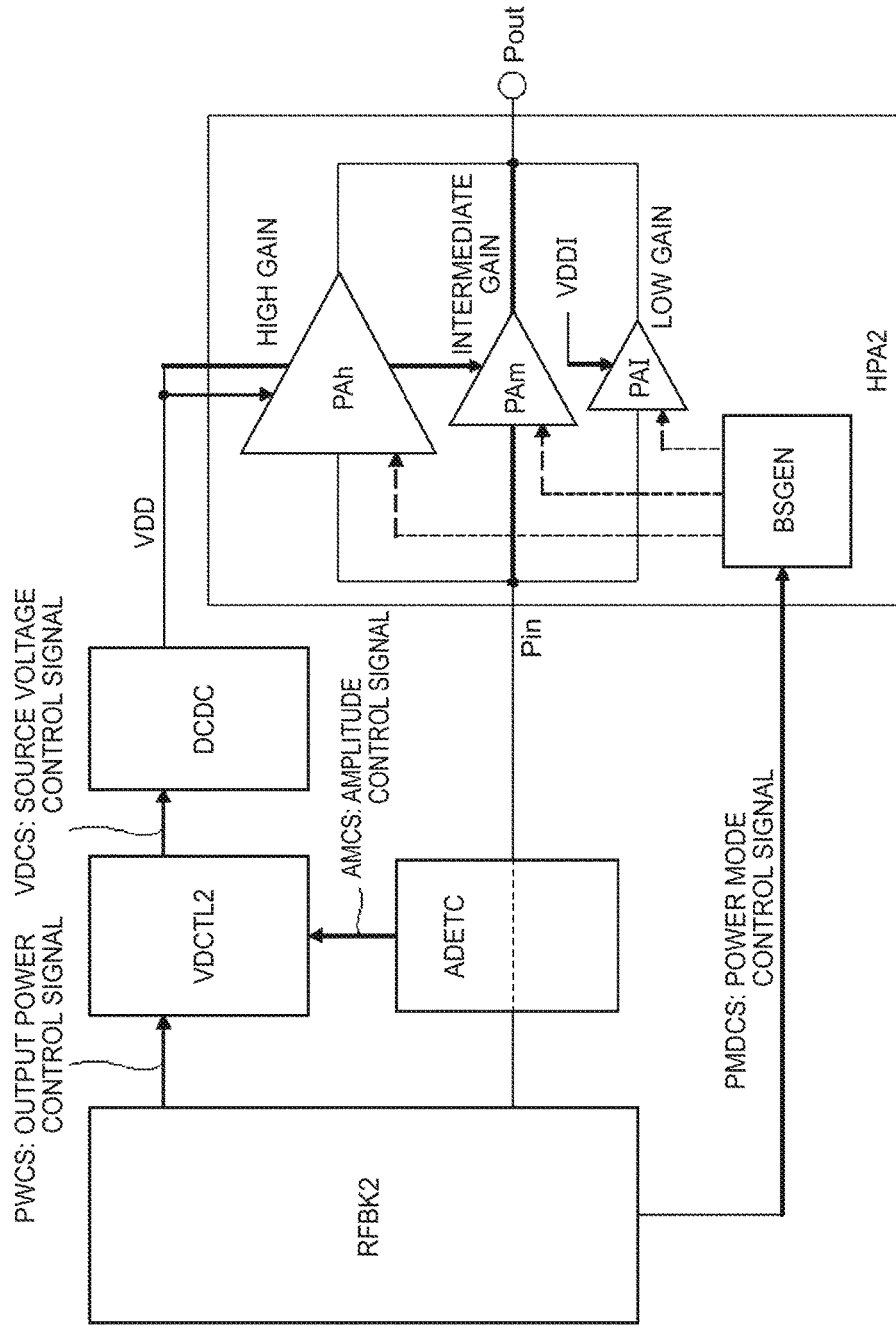 PWCS: OUTPUT POWER
CONTROL SIGNAL
VDCS: SOURCE VOLTAGE
CONTROL SIGNAL
RFBK2
VDCTL2
DCDC
VDD
AMCS: AMPLITUDE
CONTROL SIGNAL
ADETC
Pin
PMDCS: POWER MODE
CONTROL SIGNAL
HIGH GAIN
PAh
INTERMEDIATE
GAIN
PAm
VDDI
LOW GAIN
PAI
BSGEN
HPA2
Pout